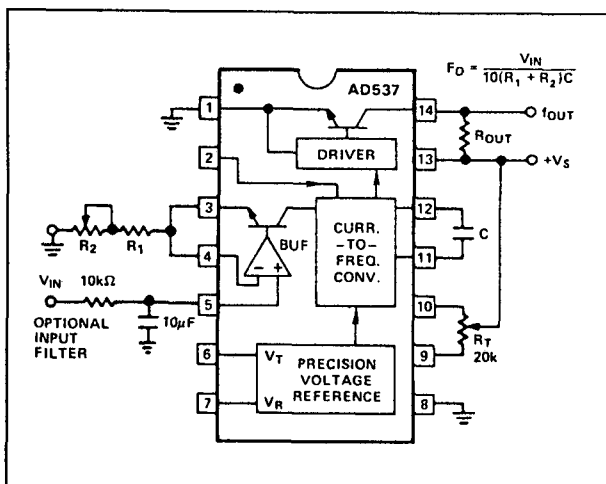 AD537
F_O = V_IN / 10(R_1 + R_2)C
1
14
f_OUT
R_OUT
2
DRIVER
13
+V_S
3
12
R_2
R_1
BUF
CURR.
-TO-
FREQ.
CONV.
C
4
11
V_IN
10kΩ
− +
5
10
OPTIONAL
INPUT
FILTER
10μF
R_T
20k
6
V_T
PRECISION
VOLTAGE
REFERENCE
9
7
V_R
8